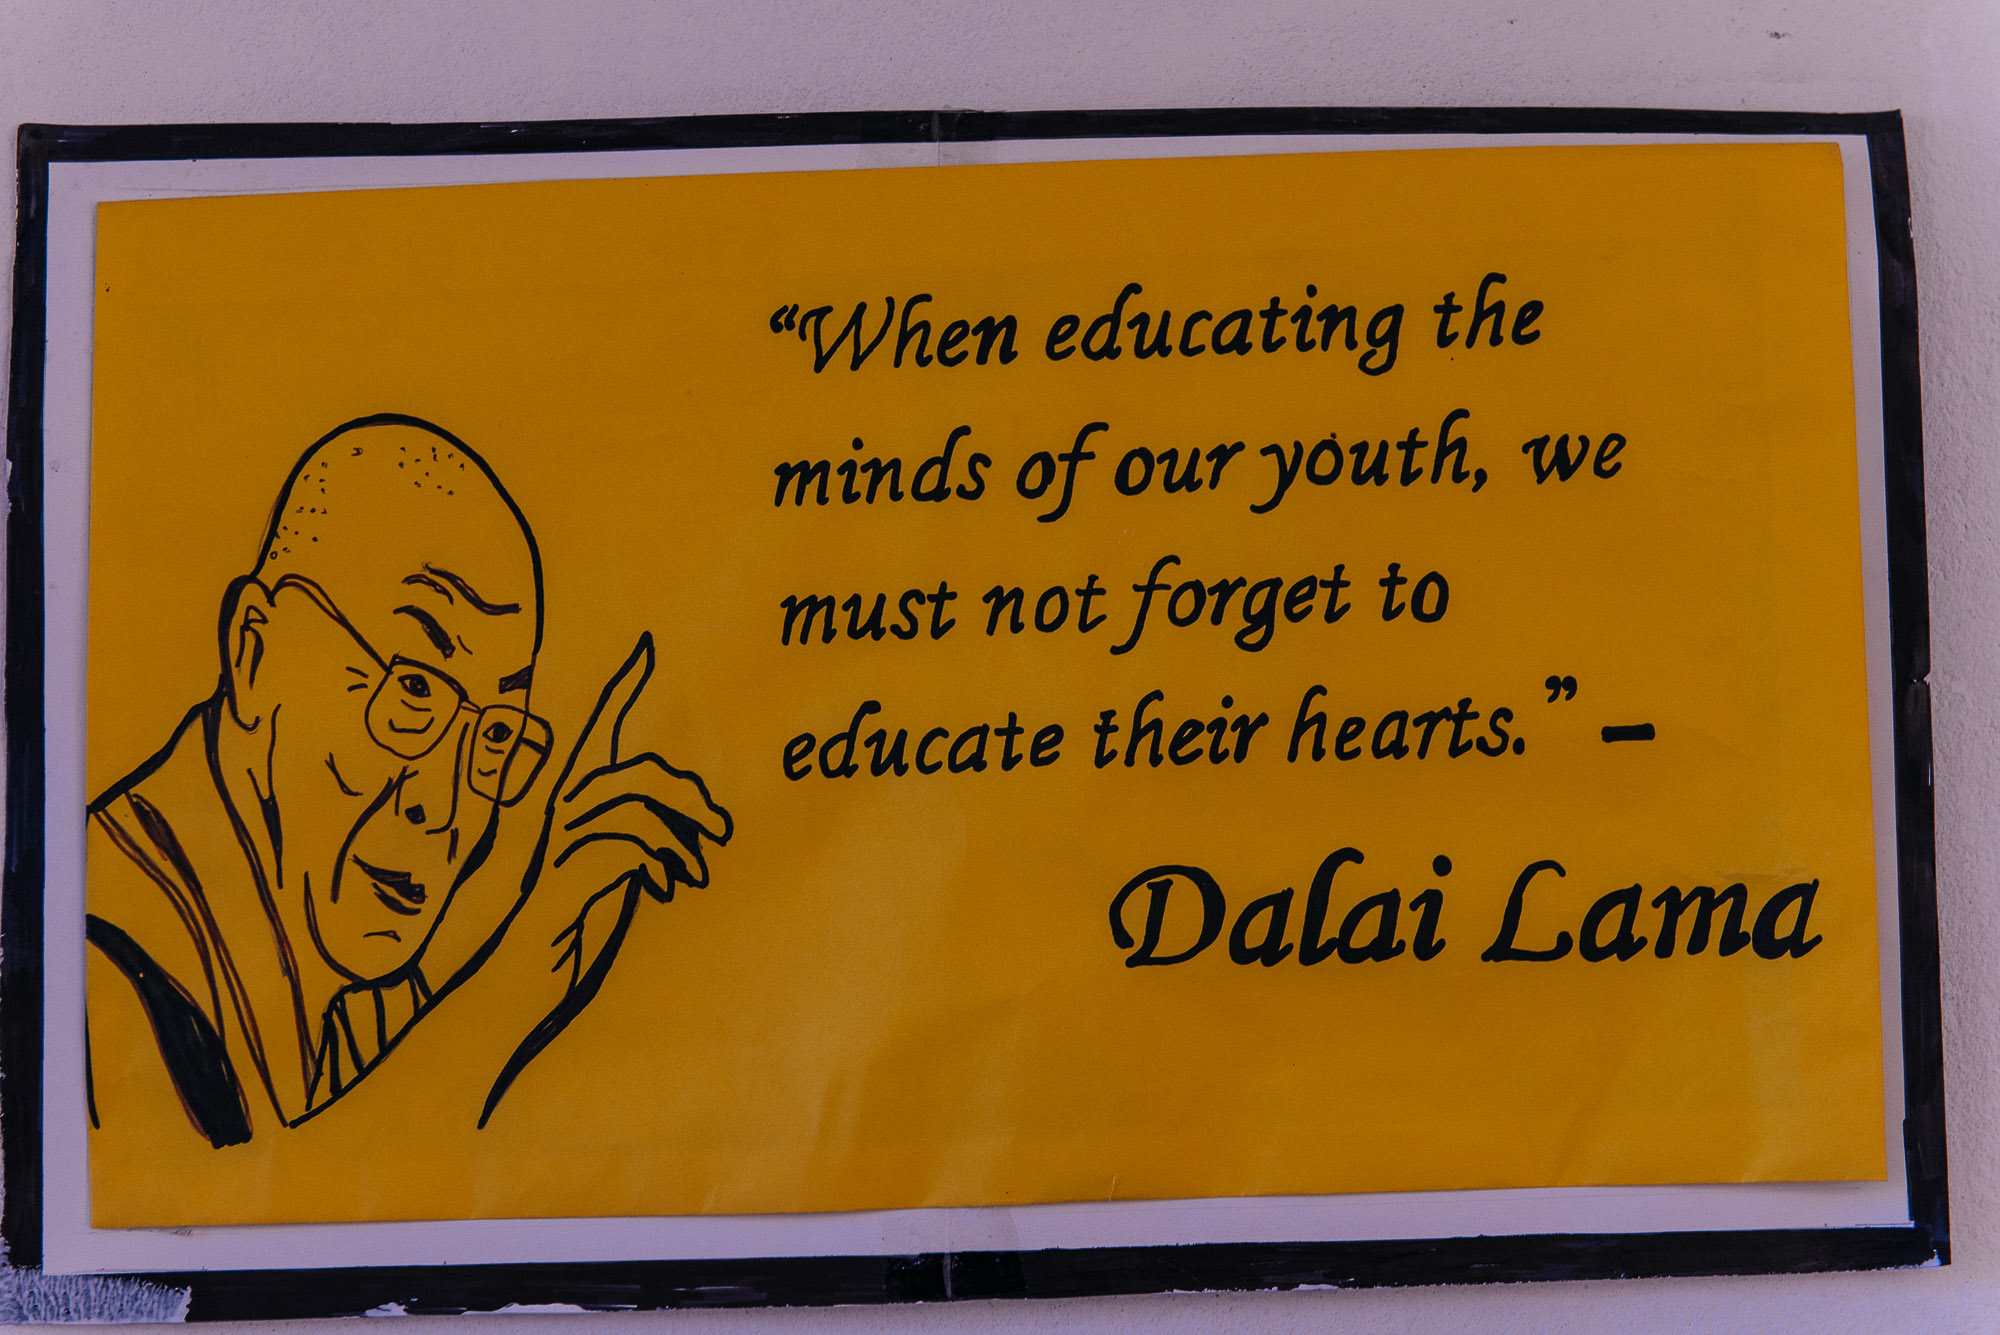 “When educating the
minds of our youth, we
must not forget to
educate their hearts.” –
Dalai Lama